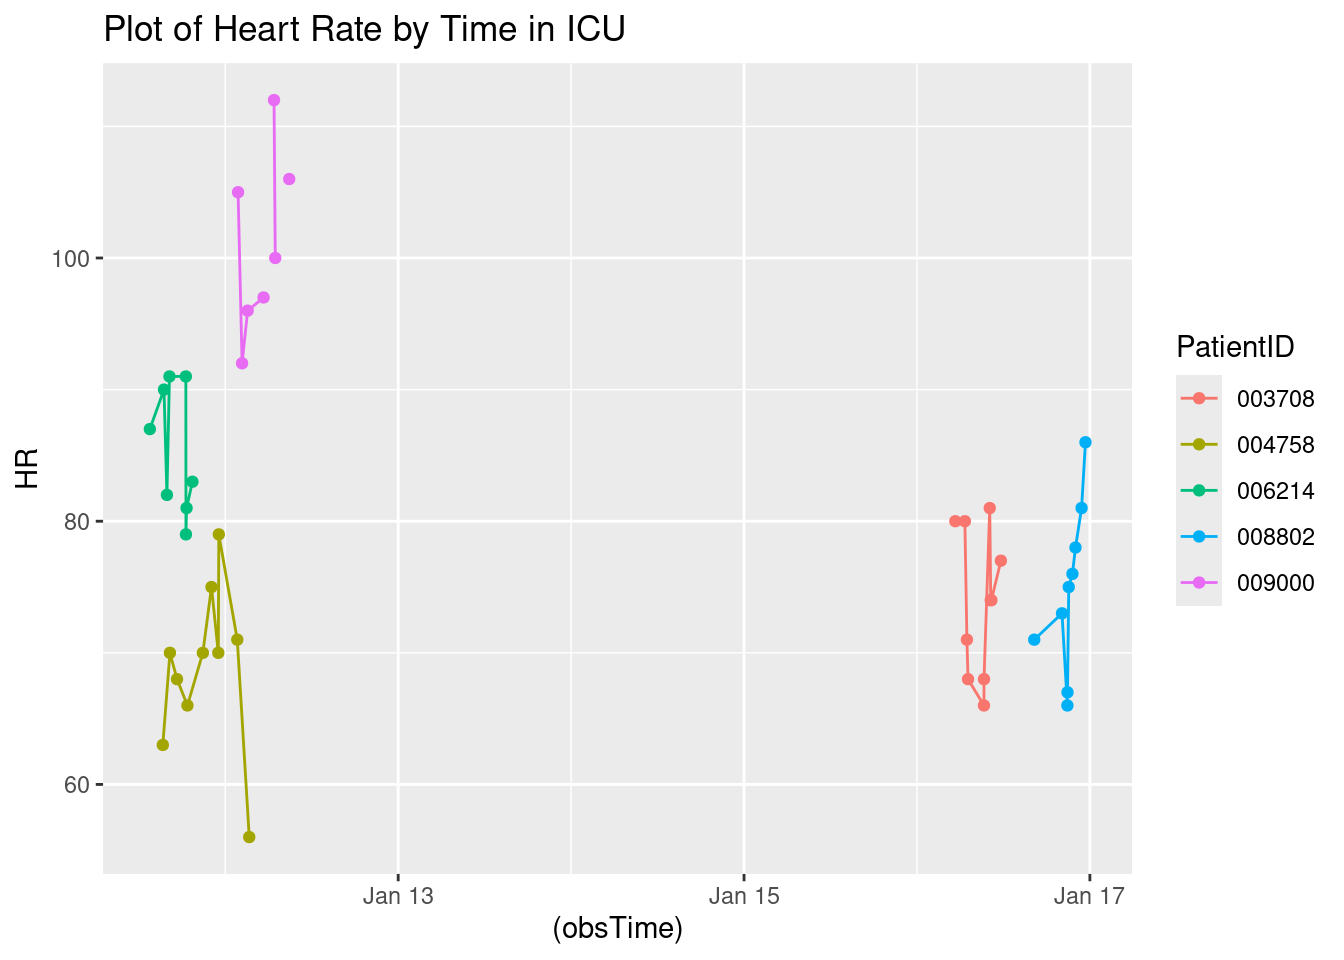 Plot of Heart Rate by Time in ICU
HR
100
80
60
Jan 13
Jan 15
Jan 17
(obsTime)
PatientID
003708
004758
006214
008802
009000